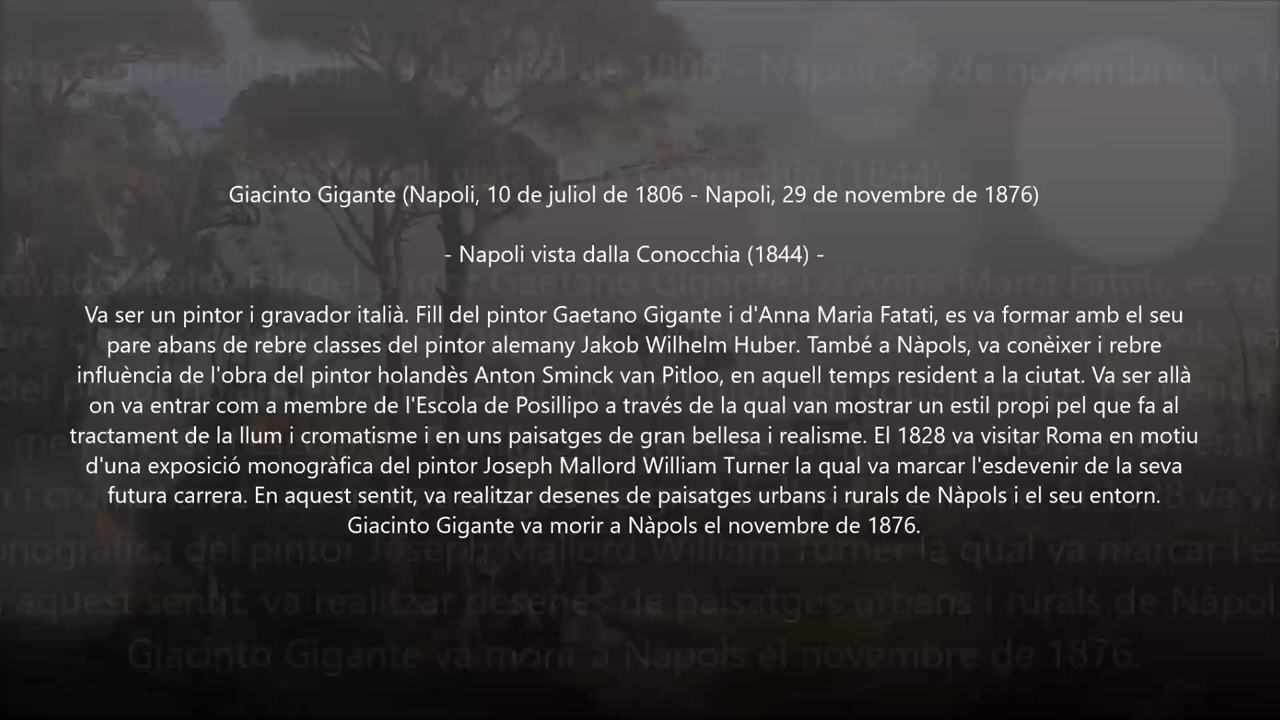 Giacinto Gigante (Napoli, 10 de juliol de 1806 - Napoli, 29 de novembre de 1876)
- Napoli vista dalla Conocchia (1844) -
Va ser un pintor i gravador italià. Fill del pintor Gaetano Gigante i d'Anna Maria Fatati, es va formar amb el seu
pare abans de rebre classes del pintor alemany Jakob Wilhelm Huber. També a Nàpols, va conèixer i rebre
influència de l'obra del pintor holandès Anton Sminck van Pitloo, en aquell temps resident a la ciutat. Va ser allà
on va entrar com a membre de l'Escola de Posillipo a través de la qual van mostrar un estil propi pel que fa al
tractament de la llum i cromatisme i en uns paisatges de gran bellesa i realisme. El 1828 va visitar Roma en motiu
d'una exposició monogràfica del pintor Joseph Mallord William Turner la qual va marcar l'esdevenir de la seva
futura carrera. En aquest sentit, va realitzar desenes de paisatges urbans i rurals de Nàpols i el seu entorn.
Giacinto Gigante va morir a Nàpols el novembre de 1876.